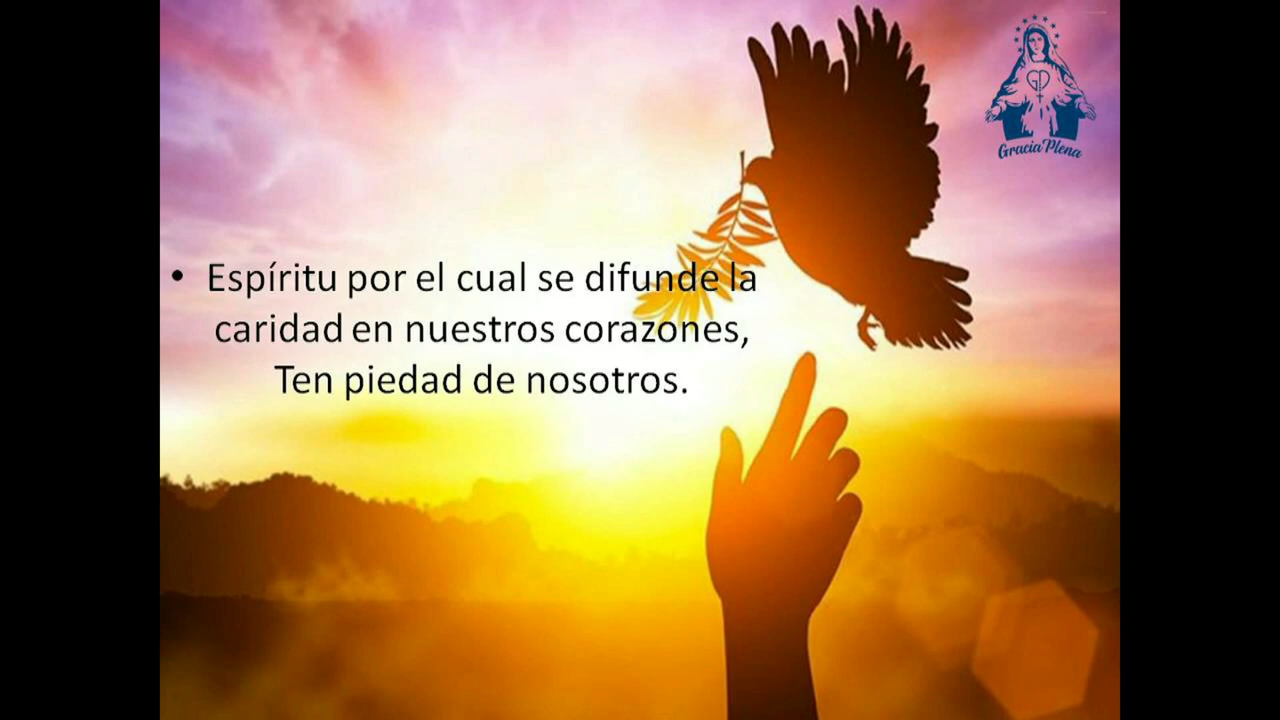 Gracia Plena
• Espíritu por el cual se difunde la
caridad en nuestros corazones,
Ten piedad de nosotros.